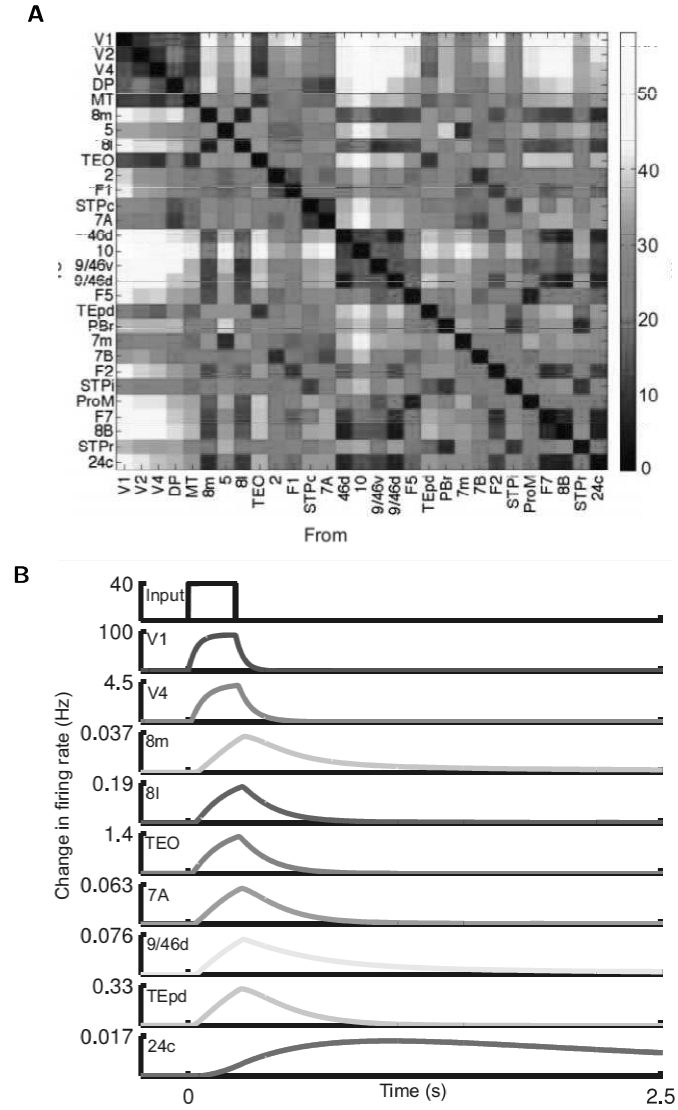 A
V1
V2
V4
DP
MT
8m
5
8l
TEO
2
F1
STPc
7A
40d
10
9/46v
9/46d
F5
TEpd
PBr
7m
7B
F2
STPi
ProM
F7
8B
STPr
24c
50
40
30
20
10
0
V1 V2 V4 DP MT 8m 5 8l TEO 2 F1 STPc 7A 46d 10 9/46v 9/46d F5 TEpd PBr 7m 7B F2 STPi ProM F7 8B STPr 24c
From
B
Change in firing rate (Hz)
40 Input
100 V1
4.5 V4
0.037 8m
0.19 8l
1.4 TEO
0.063 7A
0.076 9/46d
0.33 TEpd
0.017 24c
0 Time (s) 2.5